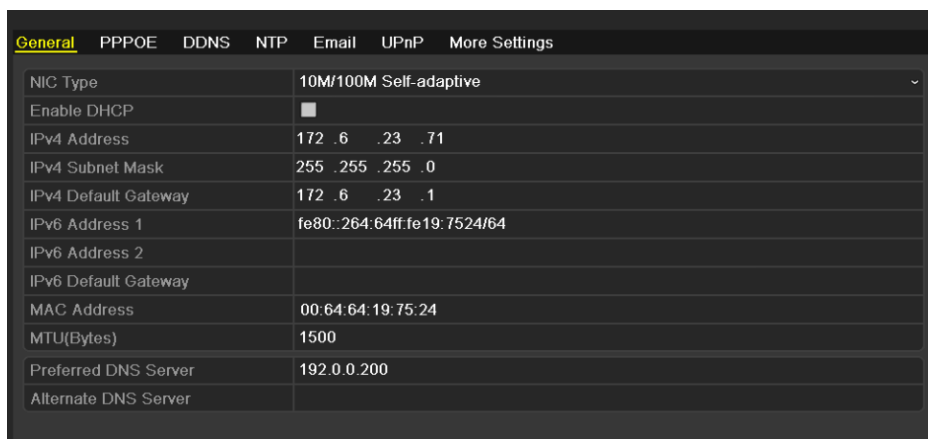 General PPPOE DDNS NTP Email UPnP More Settings
NIC Type 10M/100M Self-adaptive
Enable DHCP
IPv4 Address 172 .6 .23 .71
IPv4 Subnet Mask 255 .255 .255 .0
IPv4 Default Gateway 172 .6 .23 .1
IPv6 Address 1 fe80::264:64ff:fe19:7524/64
IPv6 Address 2
IPv6 Default Gateway
MAC Address 00:64:64:19:75:24
MTU(Bytes) 1500
Preferred DNS Server 192.0.0.200
Alternate DNS Server